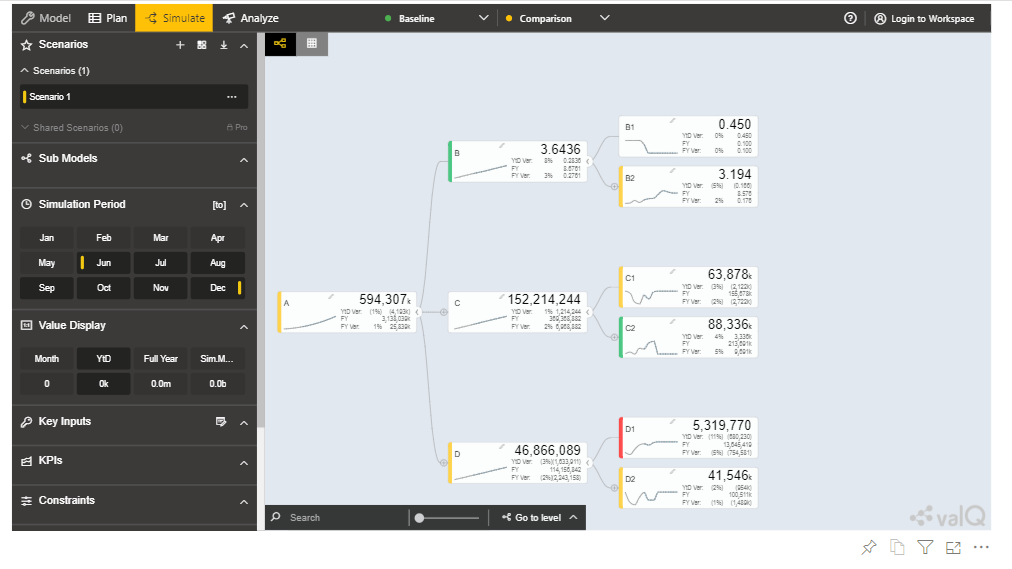 Model Plan Simulate Analyze Baseline Comparison Login to Workspace
Scenarios
Scenarios (1)
Scenario 1
Shared Scenarios (0) Pro
Sub Models
Simulation Period [to]
Jan Feb Mar Apr
May Jun Jul Aug
Sep Oct Nov Dec
Value Display
Month YtD Full Year Sim.M...
0 0k 0.0m 0.0b
Key Inputs
KPIs
Constraints
A 594,307k
YtD Var: (1%) (4,193k)
FY 3,138,039k
FY Var: 1% 25,839k
B 3.6436
YtD Var: 8% 0.2836
FY 8.6761
FY Var: 3% 0.2761
C 152,214,244
YtD Var: 1% 1,214,244
FY 369,368,882
FY Var: 2% 6,968,882
D 46,866,089
YtD Var: (3%)(1,633,911)
FY 114,156,842
FY Var: (2%)(2,243,158)
B1 0.450
YtD Var: 0% 0.450
FY 0.100
FY Var: 0% 0.100
B2 3.194
YtD Var: (5%) (0.166)
FY 8.576
FY Var: 2% 0.176
C1 63,878k
YtD Var: (3%) (2,122k)
FY 155,678k
FY Var: (2%) (2,722k)
C2 88,336k
YtD Var: 4% 3,336k
FY 213,691k
FY Var: 5% 9,691k
D1 5,319,770
YtD Var: (11%) (680,230)
FY 13,645,419
FY Var: (5%) (754,581)
D2 41,546k
YtD Var: (2%) (954k)
FY 100,511k
FY Var: (1%) (1,489k)
Search Go to level
valQ